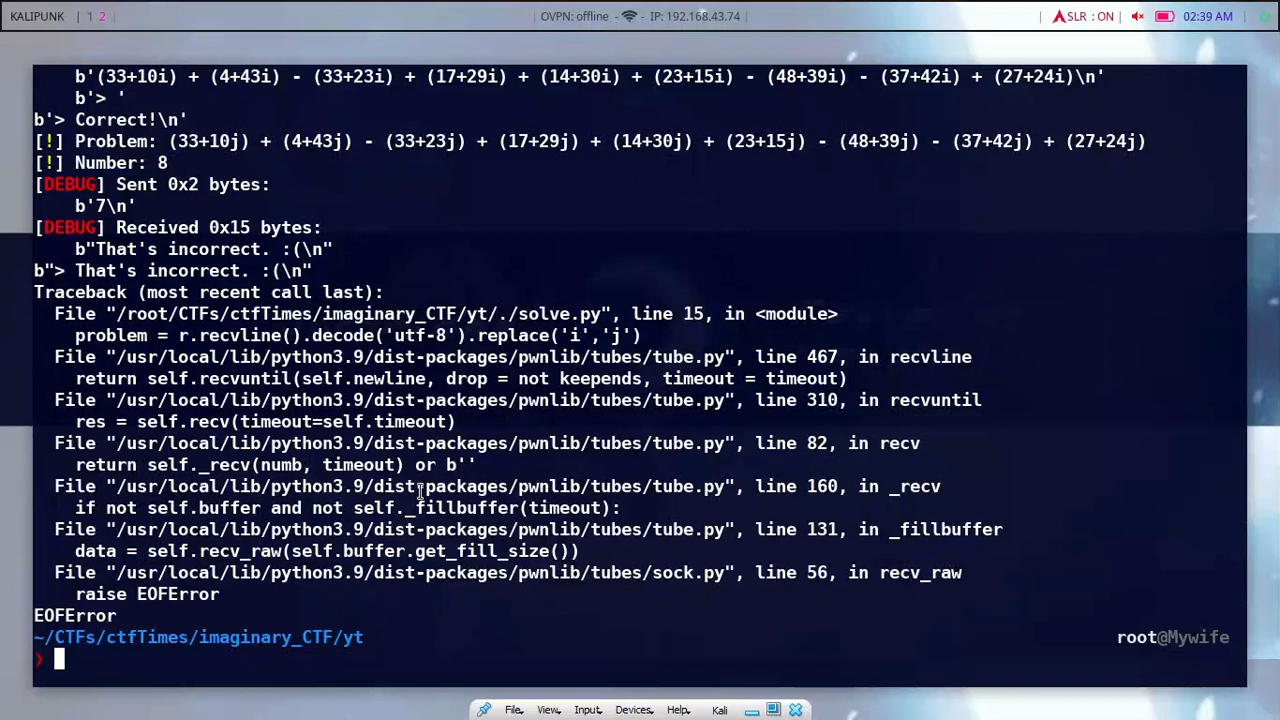 KALIPUNK | 1 2
OVPN: offline - - IP: 192.168.43.74
SLR : ON | 02:39 AM
b'(33+10i) + (4+43i) - (33+23i) + (17+29i) + (14+30i) + (23+15i) - (48+39i) - (37+42i) + (27+24i)\n'
b'> '
b'> Correct!\n'
[!] Problem: (33+10j) + (4+43j) - (33+23j) + (17+29j) + (14+30j) + (23+15j) - (48+39j) - (37+42j) + (27+24j)
[!] Number: 8
[DEBUG] Sent 0x2 bytes:
b'7\n'
[DEBUG] Received 0x15 bytes:
b"That's incorrect. :(\n"
b"> That's incorrect. :(\n"
Traceback (most recent call last):
File "/root/CTFs/ctfTimes/imaginary_CTF/yt/./solve.py", line 15, in <module>
problem = r.recvline().decode('utf-8').replace('i','j')
File "/usr/local/lib/python3.9/dist-packages/pwnlib/tubes/tube.py", line 467, in recvline
return self.recvuntil(self.newline, drop = not keepends, timeout = timeout)
File "/usr/local/lib/python3.9/dist-packages/pwnlib/tubes/tube.py", line 310, in recvuntil
res = self.recv(timeout=self.timeout)
File "/usr/local/lib/python3.9/dist-packages/pwnlib/tubes/tube.py", line 82, in recv
return self._recv(numb, timeout) or b''
File "/usr/local/lib/python3.9/dist-packages/pwnlib/tubes/tube.py", line 160, in _recv
if not self.buffer and not self._fillbuffer(timeout):
File "/usr/local/lib/python3.9/dist-packages/pwnlib/tubes/tube.py", line 131, in _fillbuffer
data = self.recv_raw(self.buffer.get_fill_size())
File "/usr/local/lib/python3.9/dist-packages/pwnlib/tubes/sock.py", line 56, in recv_raw
raise EOFError
EOFError
~/CTFs/ctfTimes/imaginary_CTF/yt root@Mywife
❯
File View Input Devices Help Kali